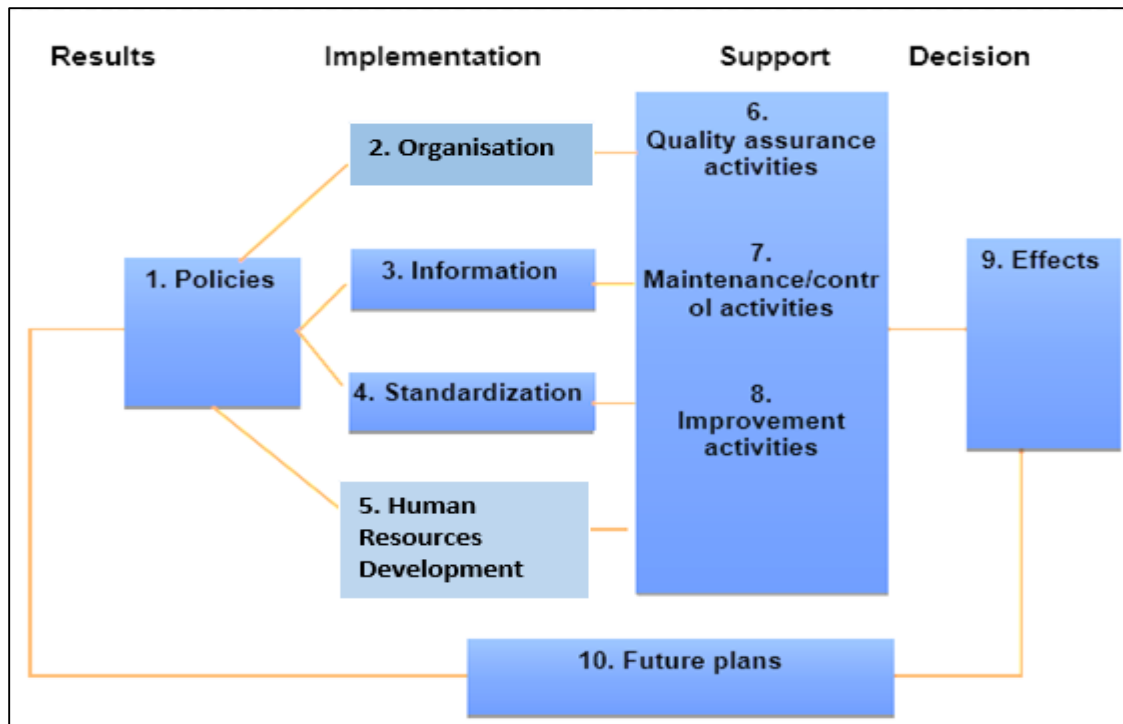 Results Implementation Support Decision
2. Organisation
6.
Quality assurance
activities
1. Policies
3. Information
7.
Maintenance/contr
ol activities
9. Effects
4. Standardization
8.
Improvement
activities
5. Human
Resources
Development
10. Future plans